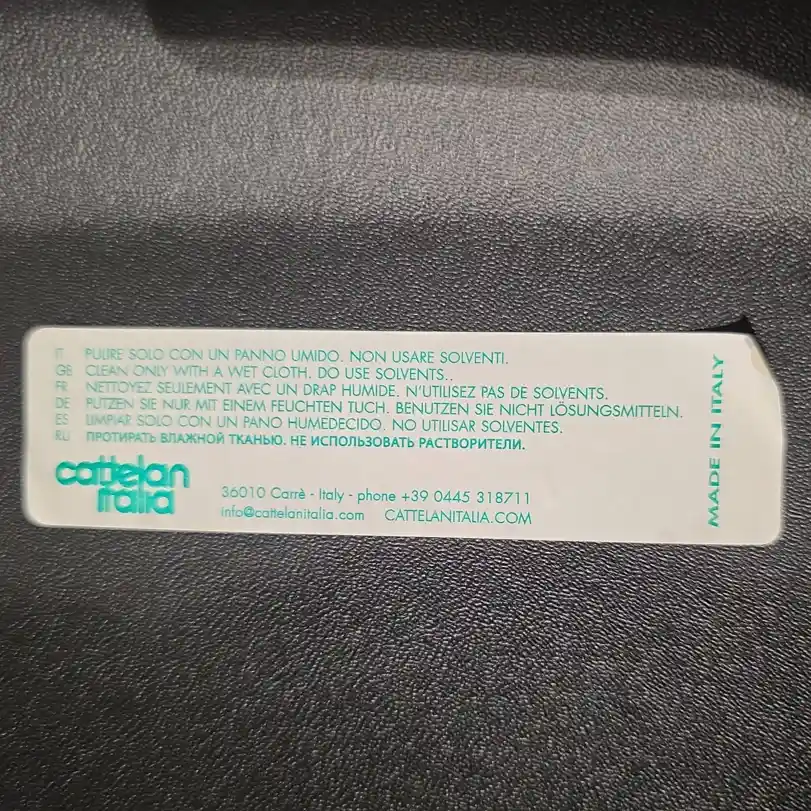 IT PULIRE SOLO CON UN PANNO UMIDO. NON USARE SOLVENTI.
GB CLEAN ONLY WITH A WET CLOTH. DO USE SOLVENTS..
FR NETTOYEZ SEULEMENT AVEC UN DRAP HUMIDE. N'UTILISEZ PAS DE SOLVENTS.
DE PUTZEN SIE NUR MIT EINEM FEUCHTEN TUCH. BENUTZEN SIE NICHT LÖSUNGSMITTELN.
ES LIMPIAR SOLO CON UN PANO HUMEDECIDO. NO UTILISAR SOLVENTES.
RU ПРОТИРАТЬ ВЛАЖНОЙ ТКАНЬЮ. НЕ ИСПОЛЬЗОВАТЬ РАСТВОРИТЕЛИ.
cattelan
italia
36010 Carrè - Italy - phone +39 0445 318711
info@cattelanitalia.com CATTELANITALIA.COM
MADE IN ITALY